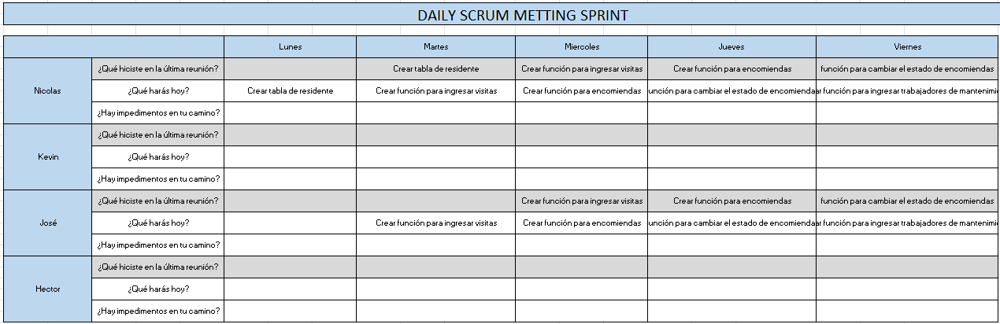 DAILY SCRUM METTING SPRINT
Lunes Martes Miercoles Jueves Viernes
¿Qué hiciste en la última reunión? Crear tabla de residente Crear función para ingresar visitas Crear función para encomiendas función para cambiar el estado de encomiendas
Nicolas ¿Qué harás hoy? Crear tabla de residente Crear función para ingresar visitas Crear función para encomiendas unción para cambiar el estado de encomienda ar función para ingresar trabajadores de mantenimi
¿Hay impedimentos en tu camino?
¿Qué hiciste en la última reunión?
Kevin ¿Qué harás hoy?
¿Hay impedimentos en tu camino?
¿Qué hiciste en la última reunión? Crear función para ingresar visitas Crear función para encomiendas función para cambiar el estado de encomiendas
José ¿Qué harás hoy? Crear función para ingresar visitas Crear función para encomiendas unción para cambiar el estado de encomienda ar función para ingresar trabajadores de mantenimi
¿Hay impedimentos en tu camino?
¿Qué hiciste en la última reunión?
Hector ¿Qué harás hoy?
¿Hay impedimentos en tu camino?